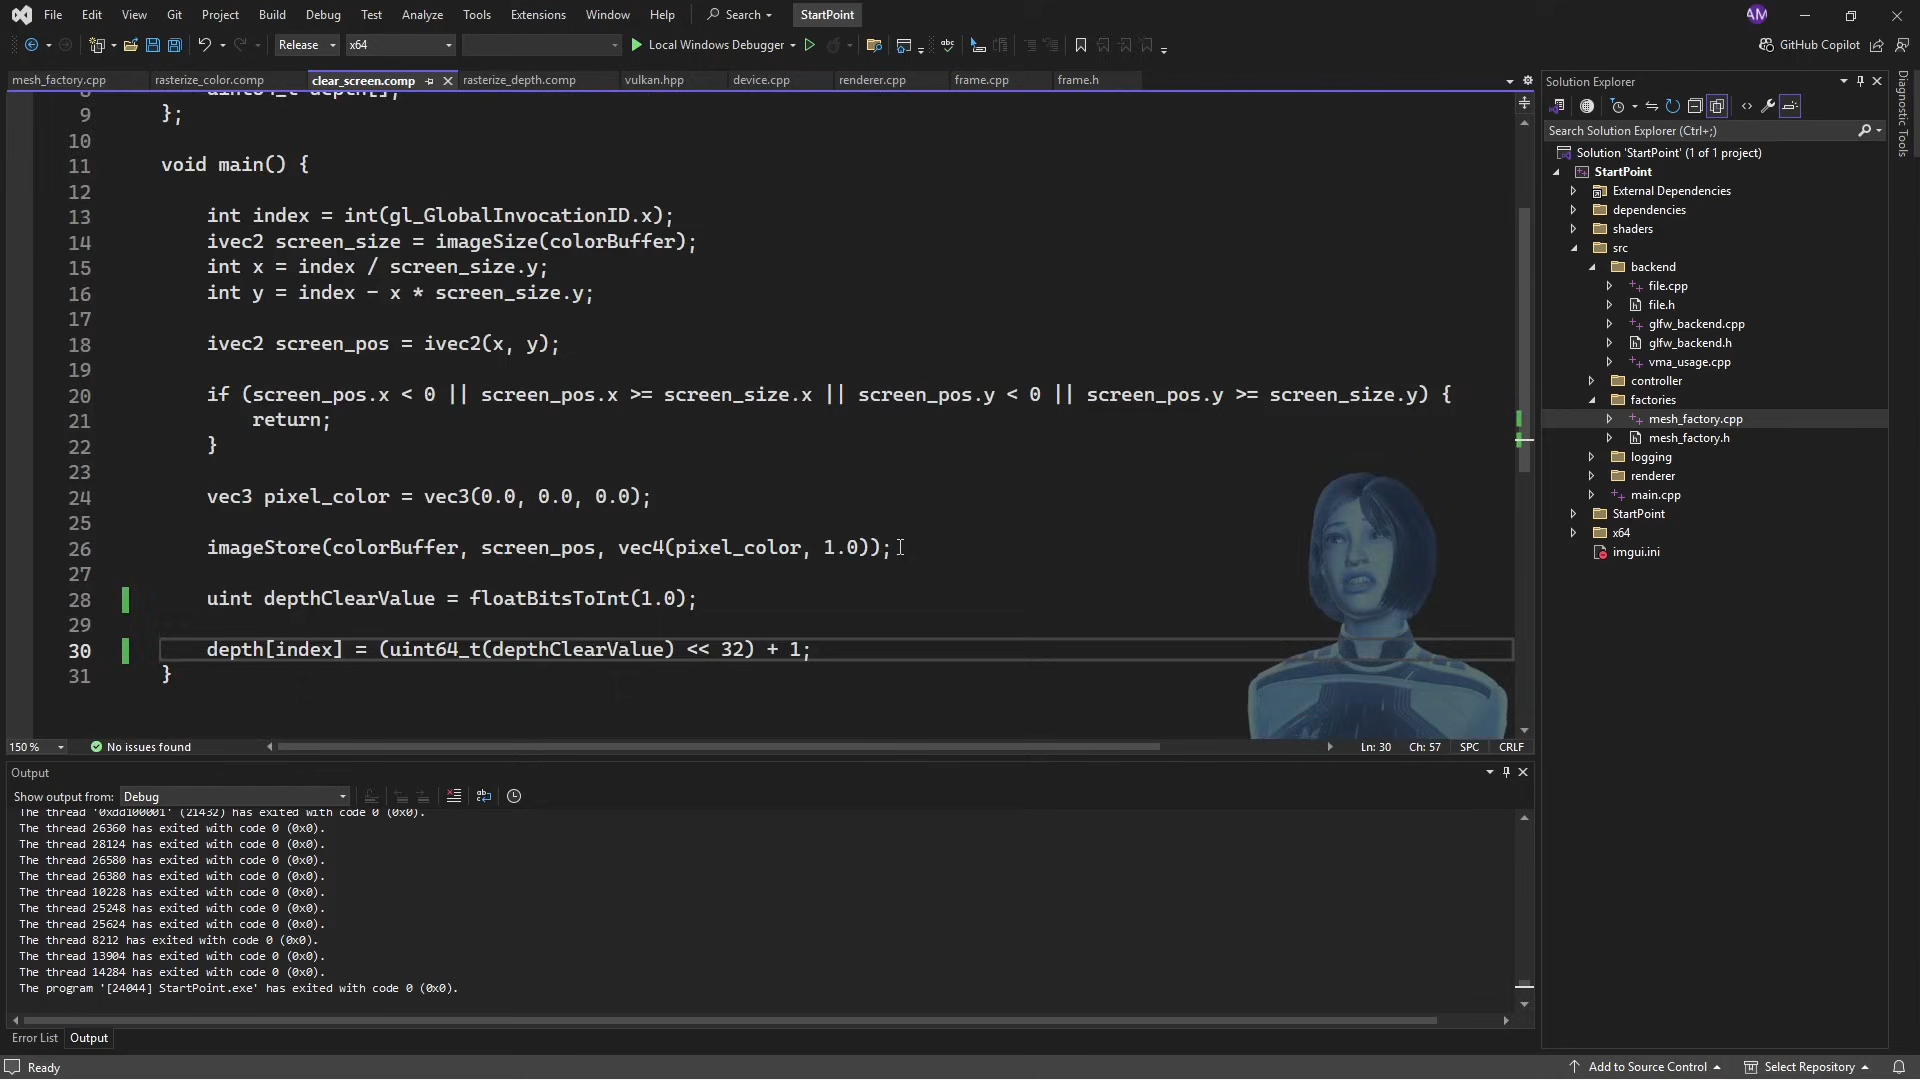 File Edit View Git Project Build Debug Test Analyze Tools Extensions Window Help Search StartPoint AM
Release x64 Local Windows Debugger GitHub Copilot
mesh_factory.cpp rasterize_color.comp clear_screen.comp rasterize_depth.comp vulkan.hpp device.cpp renderer.cpp frame.cpp frame.h
9 };
10
11 void main() {
12
13 int index = int(gl_GlobalInvocationID.x);
14 ivec2 screen_size = imageSize(colorBuffer);
15 int x = index / screen_size.y;
16 int y = index - x * screen_size.y;
17
18 ivec2 screen_pos = ivec2(x, y);
19
20 if (screen_pos.x < 0 || screen_pos.x >= screen_size.x || screen_pos.y < 0 || screen_pos.y >= screen_size.y) {
21 return;
22 }
23
24 vec3 pixel_color = vec3(0.0, 0.0, 0.0);
25
26 imageStore(colorBuffer, screen_pos, vec4(pixel_color, 1.0));
27
28 uint depthClearValue = floatBitsToInt(1.0);
29
30 depth[index] = (uint64_t(depthClearValue) << 32) + 1;
31 }
150 % No issues found Ln: 30 Ch: 57 SPC CRLF
Output
Show output from: Debug
The thread '0xdd100001' (21432) has exited with code 0 (0x0).
The thread 26360 has exited with code 0 (0x0).
The thread 28124 has exited with code 0 (0x0).
The thread 26580 has exited with code 0 (0x0).
The thread 26380 has exited with code 0 (0x0).
The thread 10228 has exited with code 0 (0x0).
The thread 25248 has exited with code 0 (0x0).
The thread 25624 has exited with code 0 (0x0).
The thread 8212 has exited with code 0 (0x0).
The thread 13904 has exited with code 0 (0x0).
The thread 14284 has exited with code 0 (0x0).
The program '[24044] StartPoint.exe' has exited with code 0 (0x0).
Error List Output
Solution Explorer
Search Solution Explorer (Ctrl+;)
Solution 'StartPoint' (1 of 1 project)
StartPoint
External Dependencies
dependencies
shaders
src
backend
file.cpp
file.h
glfw_backend.cpp
glfw_backend.h
vma_usage.cpp
controller
factories
mesh_factory.cpp
mesh_factory.h
logging
renderer
main.cpp
StartPoint
x64
imgui.ini
Diagnostic Tools
Ready Add to Source Control Select Repository